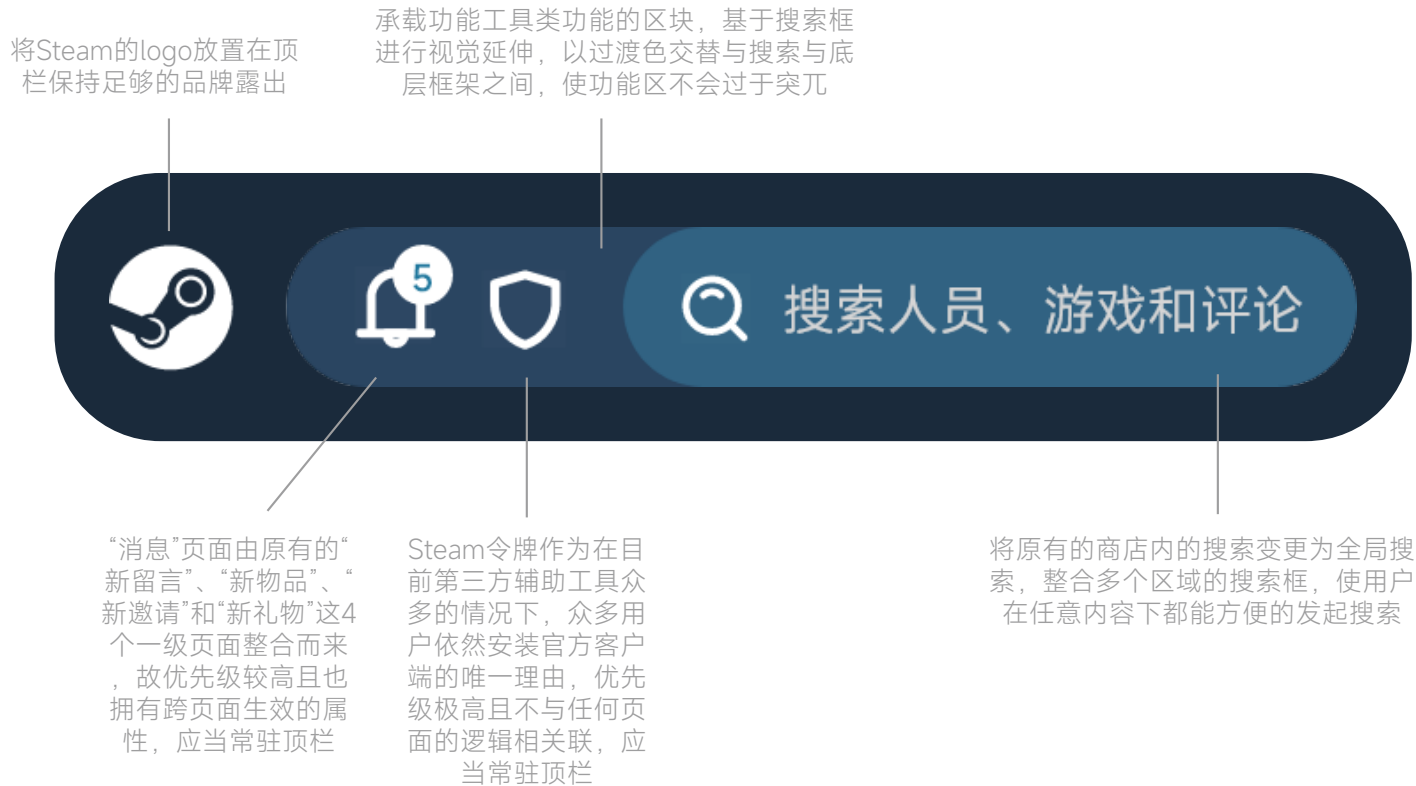 将Steam的logo放置在顶
栏保持足够的品牌露出
承载功能工具类功能的区块，基于搜索框
进行视觉延伸，以过渡色交替与搜索与底
层框架之间，使功能区不会过于突兀
5
搜索人员、游戏和评论
“消息”页面由原有的“
新留言”、“新物品”、“
新邀请”和“新礼物”这4
个一级页面整合而来
，故优先级较高且也
拥有跨页面生效的属
性，应当常驻顶栏
Steam令牌作为在目
前第三方辅助工具众
多的情况下，众多用
户依然安装官方客户
端的唯一理由，优先
级极高且不与任何页
面的逻辑相关联，应
当常驻顶栏
将原有的商店内的搜索变更为全局搜
索，整合多个区域的搜索框，使用户
在任意内容下都能方便的发起搜索